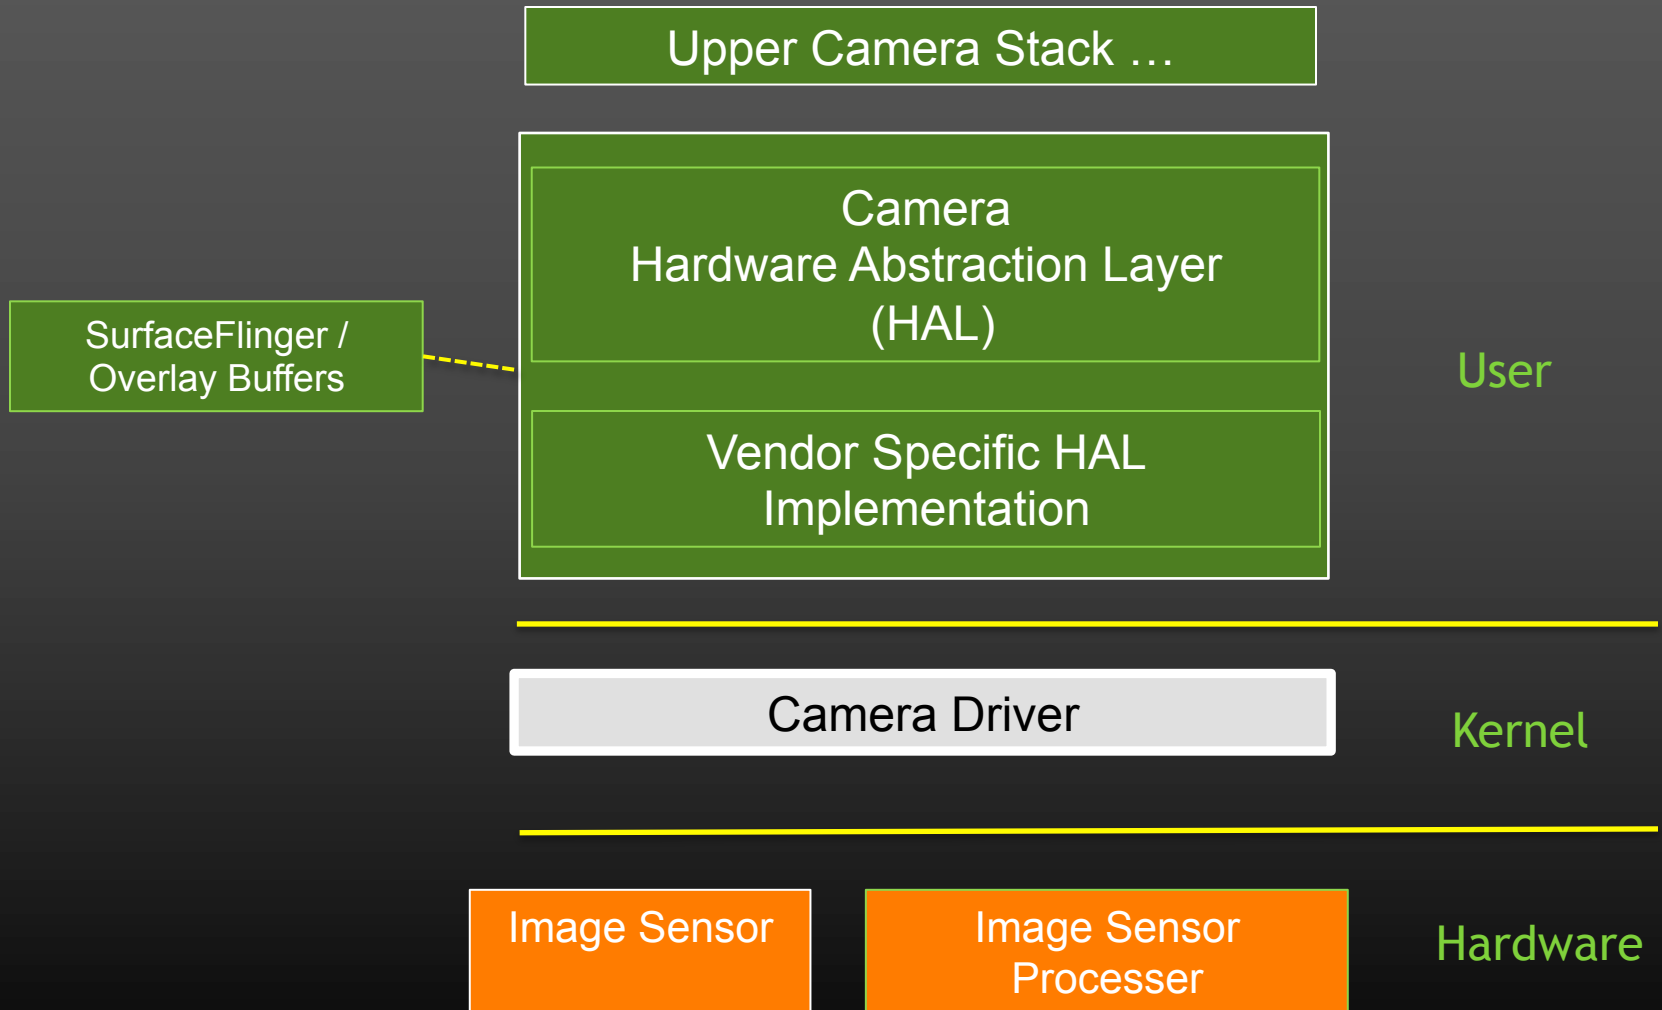 Upper Camera Stack …
Camera
Hardware Abstraction Layer
(HAL)
SurfaceFlinger /
Overlay Buffers
User
Vendor Specific HAL
Implementation
Camera Driver
Kernel
Image Sensor
Image Sensor
Processer
Hardware